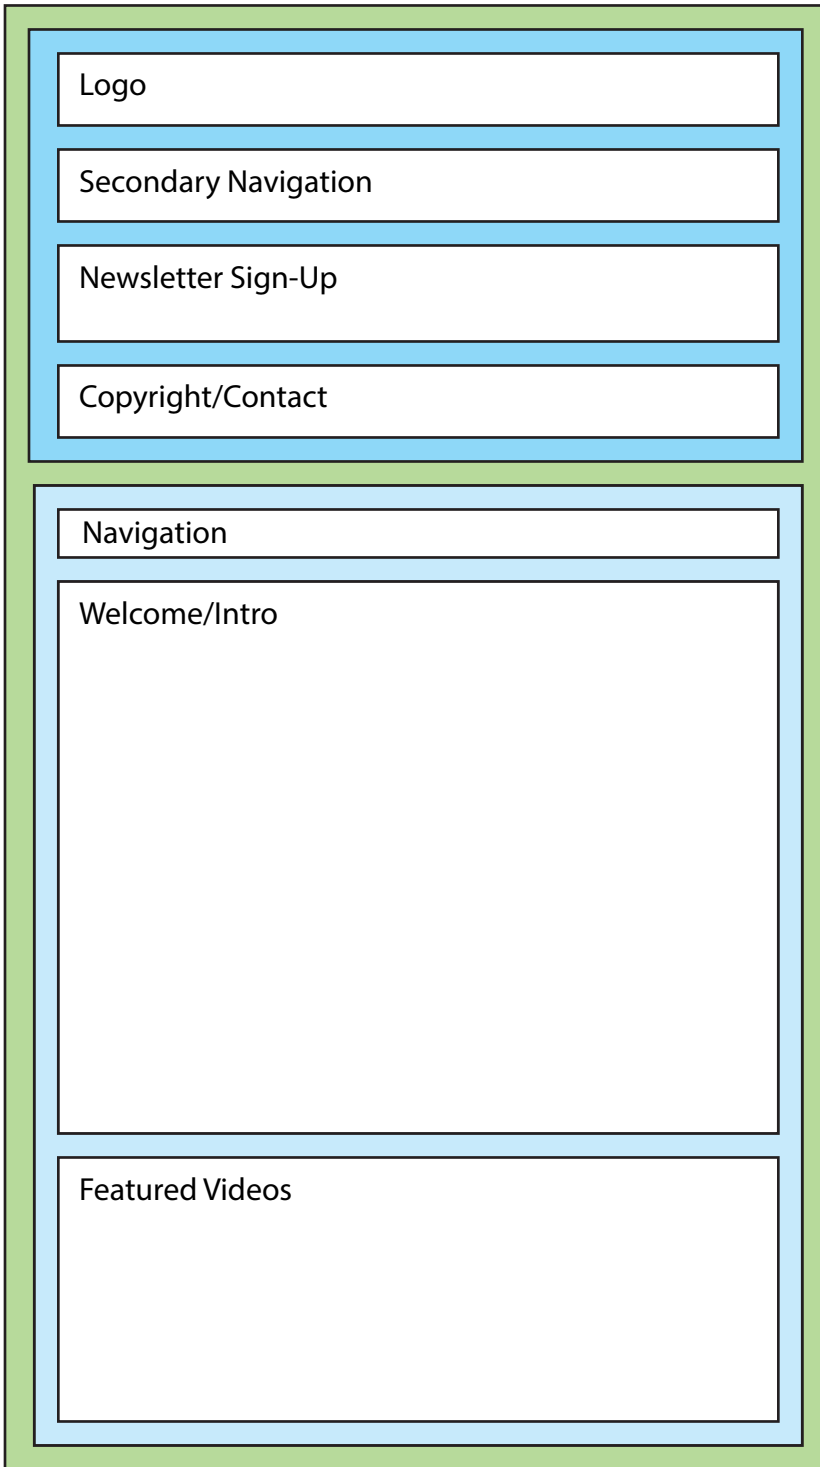 Logo
Secondary Navigation
Newsletter Sign-Up
Copyright/Contact
Navigation
Welcome/Intro
Featured Videos